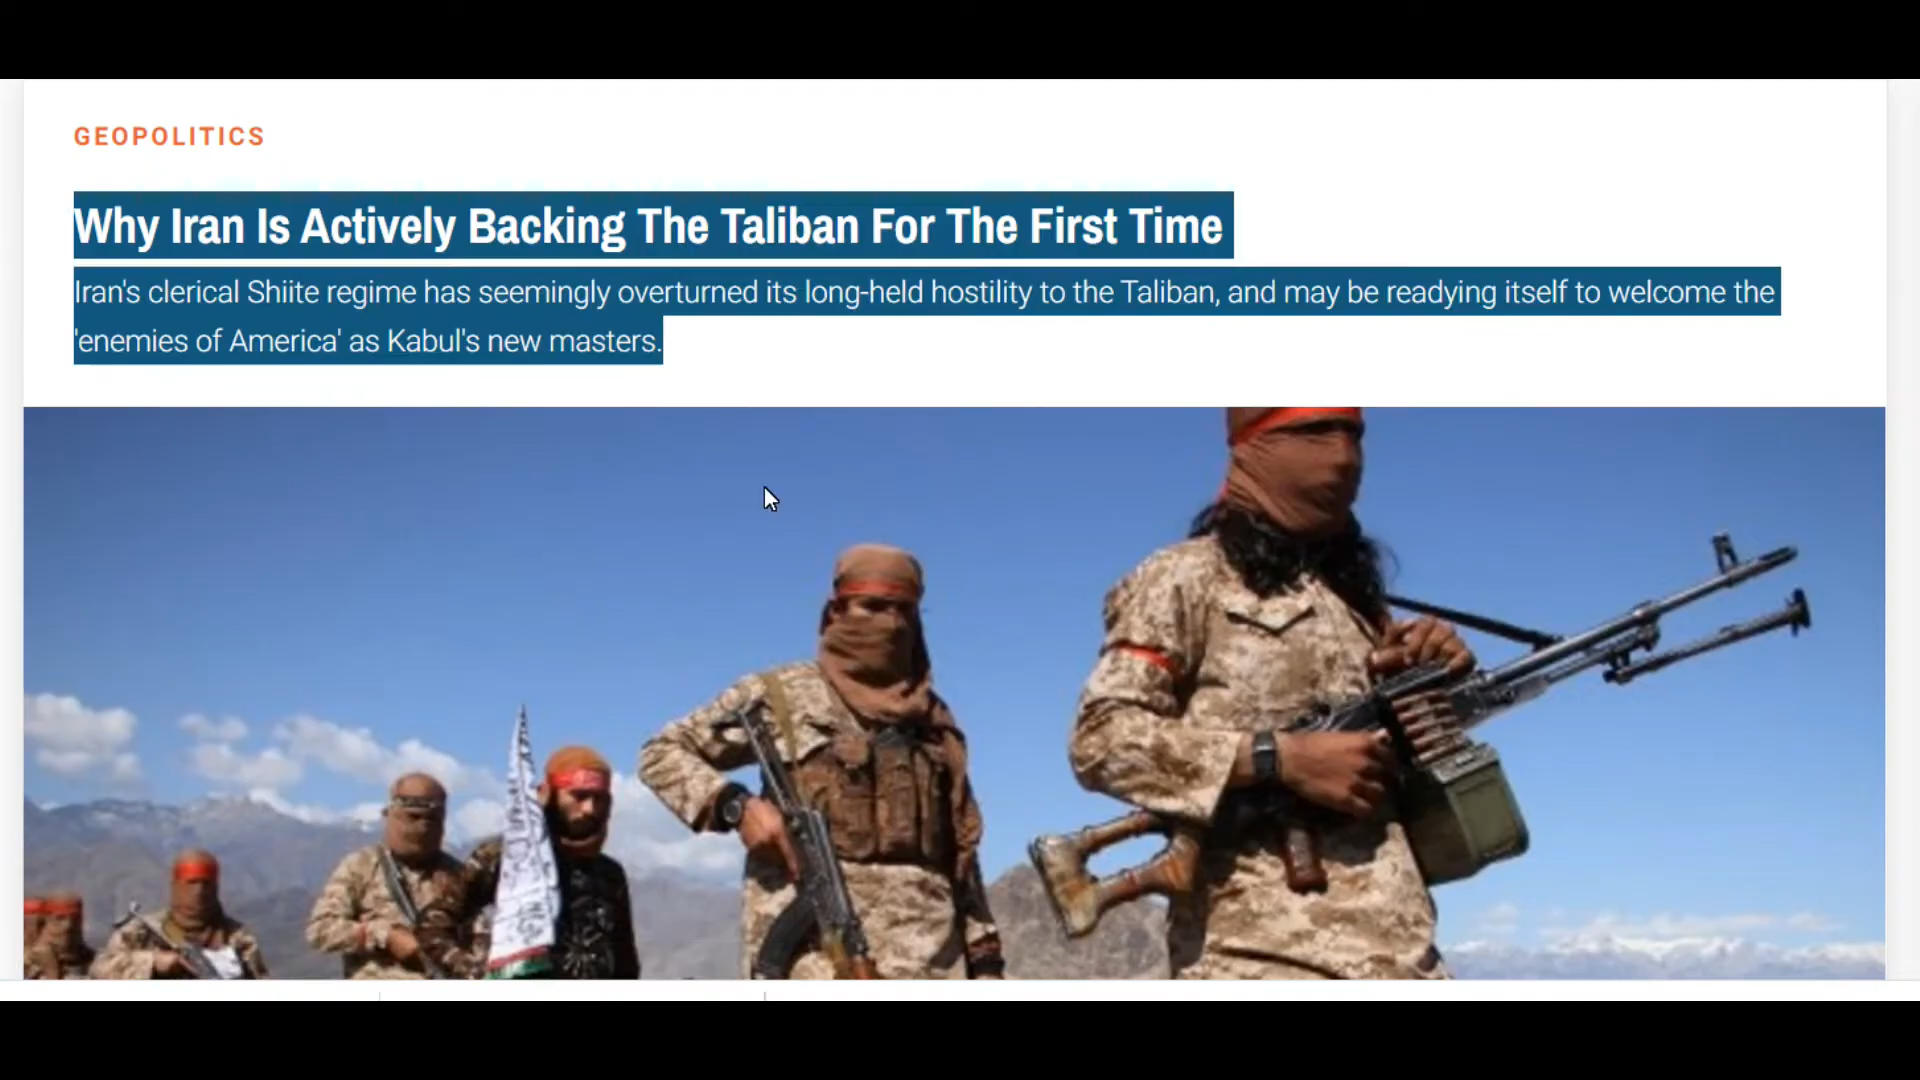 GEOPOLITICS
Why Iran Is Actively Backing The Taliban For The First Time
Iran's clerical Shiite regime has seemingly overturned its long-held hostility to the Taliban, and may be readying itself to welcome the
'enemies of America' as Kabul's new masters.